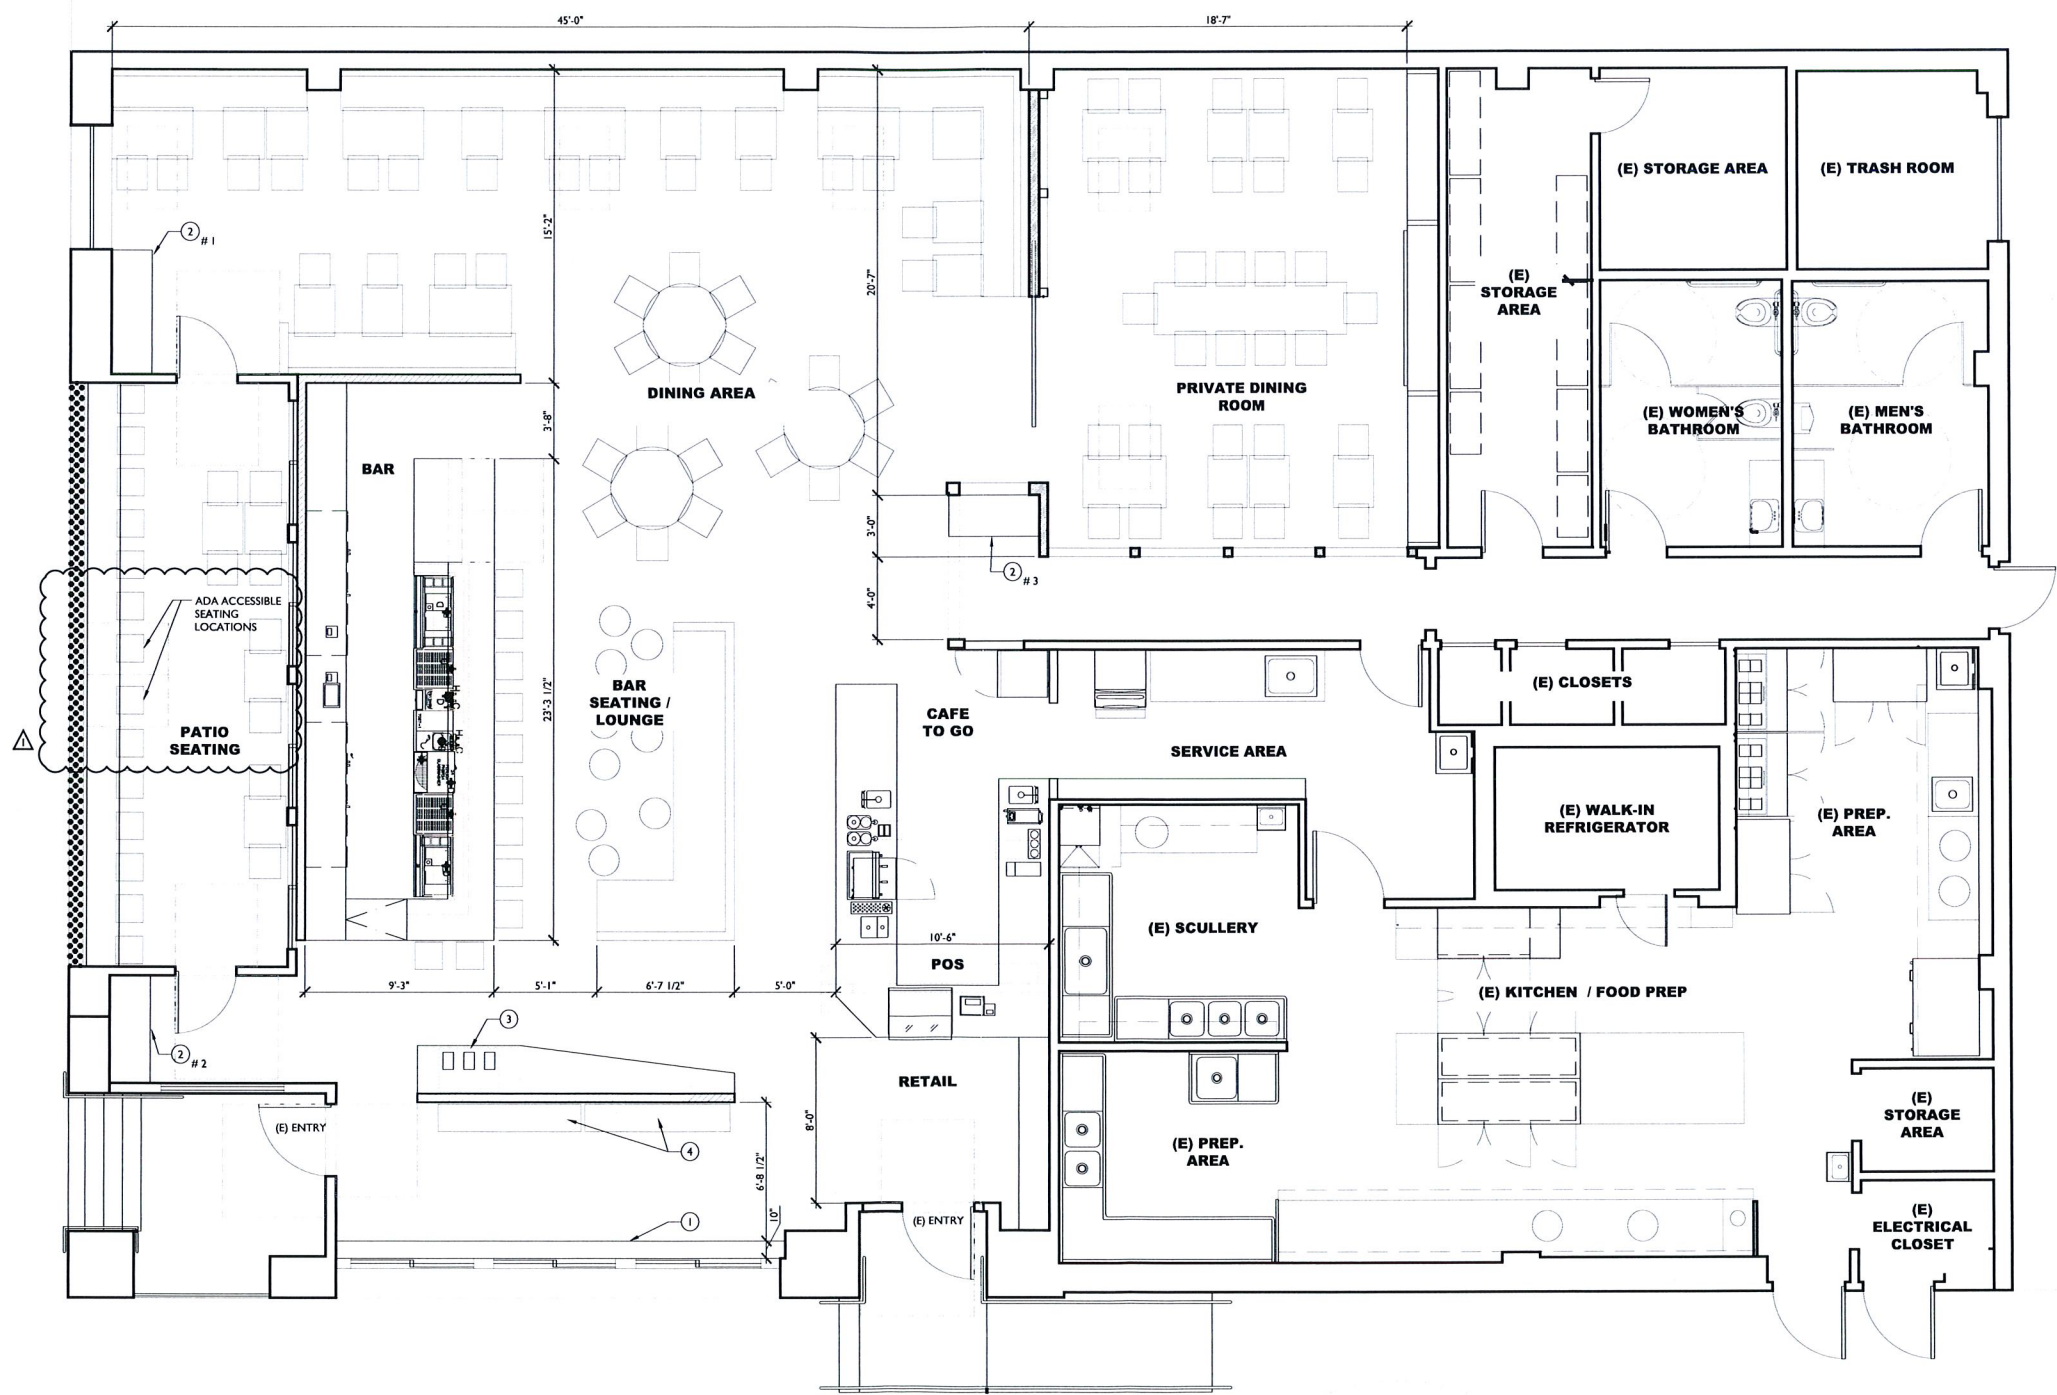 45'-0"
18'-7"
(E) STORAGE AREA
(E) TRASH ROOM
2
# 1
15'-2"
20'-7"
(E)
STORAGE
AREA
DINING AREA
PRIVATE DINING
ROOM
3'-8"
(E) WOMEN'S
BATHROOM
(E) MEN'S
BATHROOM
BAR
3'-0"
2
# 3
4'-0"
ADA ACCESSIBLE
SEATING
LOCATIONS
1
PATIO
SEATING
BAR
SEATING /
LOUNGE
23'-3 1/2"
CAFE
TO GO
SERVICE AREA
(E) CLOSETS
(E) WALK-IN
REFRIGERATOR
(E) PREP.
AREA
(E) SCULLERY
10'-6"
POS
9'-3"
5'-1"
6'-7 1/2"
5'-0"
(E) KITCHEN / FOOD PREP
3
2
# 2
RETAIL
8'-0"
(E) ENTRY
4
6'-8 1/2"
(E) PREP.
AREA
(E)
STORAGE
AREA
1
10"
(E) ENTRY
(E)
ELECTRICAL
CLOSET